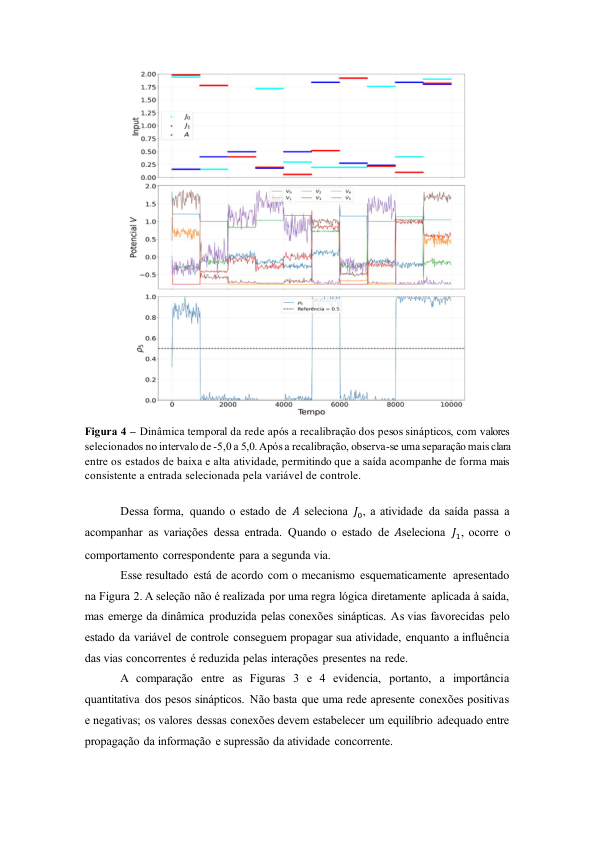 2.00
1.75
1.50
1.25
1.00
0.75
0.50
0.25
0.00
Input
J₀
J₁
A
2.0
1.5
1.0
0.5
0.0
−0.5
Potencial V
V₀ V₂ V₄
V₁ V₃ V₅
1.0
0.8
0.6
0.4
0.2
0.0
ρ₅
ρ₅
Referência = 0.5
0 2000 4000 6000 8000 10000
Tempo
Figura 4 – Dinâmica temporal da rede após a recalibração dos pesos sinápticos, com valores
selecionados no intervalo de -5,0 a 5,0. Após a recalibração, observa-se uma separação mais clara
entre os estados de baixa e alta atividade, permitindo que a saída acompanhe de forma mais
consistente a entrada selecionada pela variável de controle.
Dessa forma, quando o estado de A seleciona J₀, a atividade da saída passa a
acompanhar as variações dessa entrada. Quando o estado de Aseleciona J₁, ocorre o
comportamento correspondente para a segunda via.
Esse resultado está de acordo com o mecanismo esquematicamente apresentado
na Figura 2. A seleção não é realizada por uma regra lógica diretamente aplicada à saída,
mas emerge da dinâmica produzida pelas conexões sinápticas. As vias favorecidas pelo
estado da variável de controle conseguem propagar sua atividade, enquanto a influência
das vias concorrentes é reduzida pelas interações presentes na rede.
A comparação entre as Figuras 3 e 4 evidencia, portanto, a importância
quantitativa dos pesos sinápticos. Não basta que uma rede apresente conexões positivas
e negativas; os valores dessas conexões devem estabelecer um equilíbrio adequado entre
propagação da informação e supressão da atividade concorrente.